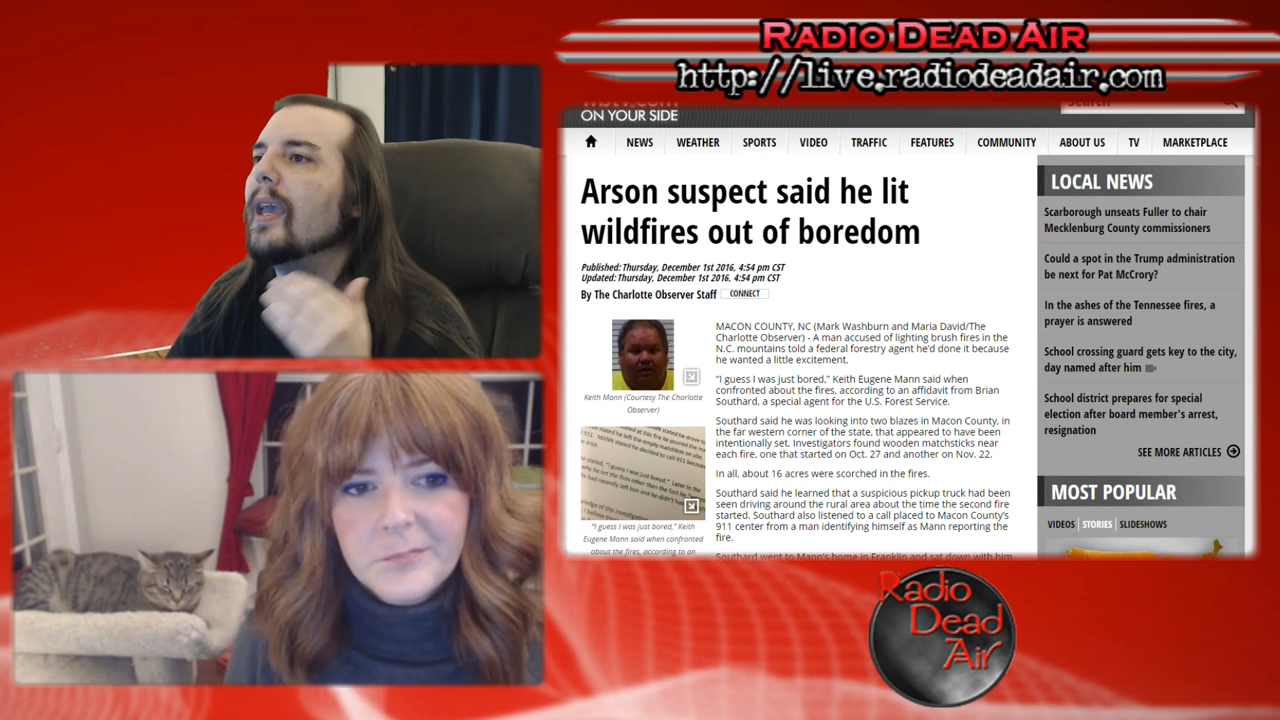 RADIO DEAD AIR
http://live.radiodeadair.com
wbtv.com
Search
ON YOUR SIDE
NEWS WEATHER SPORTS VIDEO TRAFFIC FEATURES COMMUNITY ABOUT US TV MARKETPLACE
Arson suspect said he lit
wildfires out of boredom
Published: Thursday, December 1st 2016, 4:54 pm CST
Updated: Thursday, December 1st 2016, 4:54 pm CST
By The Charlotte Observer Staff CONNECT
Keith Mann (Courtesy The Charlotte
Observer)
"I guess I was just bored," Keith
Eugene Mann said when confronted
about the fires, according to an
MACON COUNTY, NC (Mark Washburn and Maria David/The
Charlotte Observer) - A man accused of lighting brush fires in the
N.C. mountains told a federal forestry agent he'd done it because
he wanted a little excitement.
"I guess I was just bored," Keith Eugene Mann said when
confronted about the fires, according to an affidavit from Brian
Southard, a special agent for the U.S. Forest Service.
Southard said he was looking into two blazes in Macon County, in
the far western corner of the state, that appeared to have been
intentionally set. Investigators found wooden matchsticks near
each fire, one that started on Oct. 27 and another on Nov. 22.
In all, about 16 acres were scorched in the fires.
Southard said he learned that a suspicious pickup truck had been
seen driving around the rural area about the time the second fire
started. Southard also listened to a call placed to Macon County's
911 center from a man identifying himself as Mann reporting the
fire.
Southard went to Mann's home in Franklin and sat down with him
LOCAL NEWS
Scarborough unseats Fuller to chair
Mecklenburg County commissioners
Could a spot in the Trump administration
be next for Pat McCrory?
In the ashes of the Tennessee fires, a
prayer is answered
School crossing guard gets key to the city,
day named after him
School district prepares for special
election after board member's arrest,
resignation
SEE MORE ARTICLES
MOST POPULAR
VIDEOS STORIES SLIDESHOWS
Radio
Dead
Air